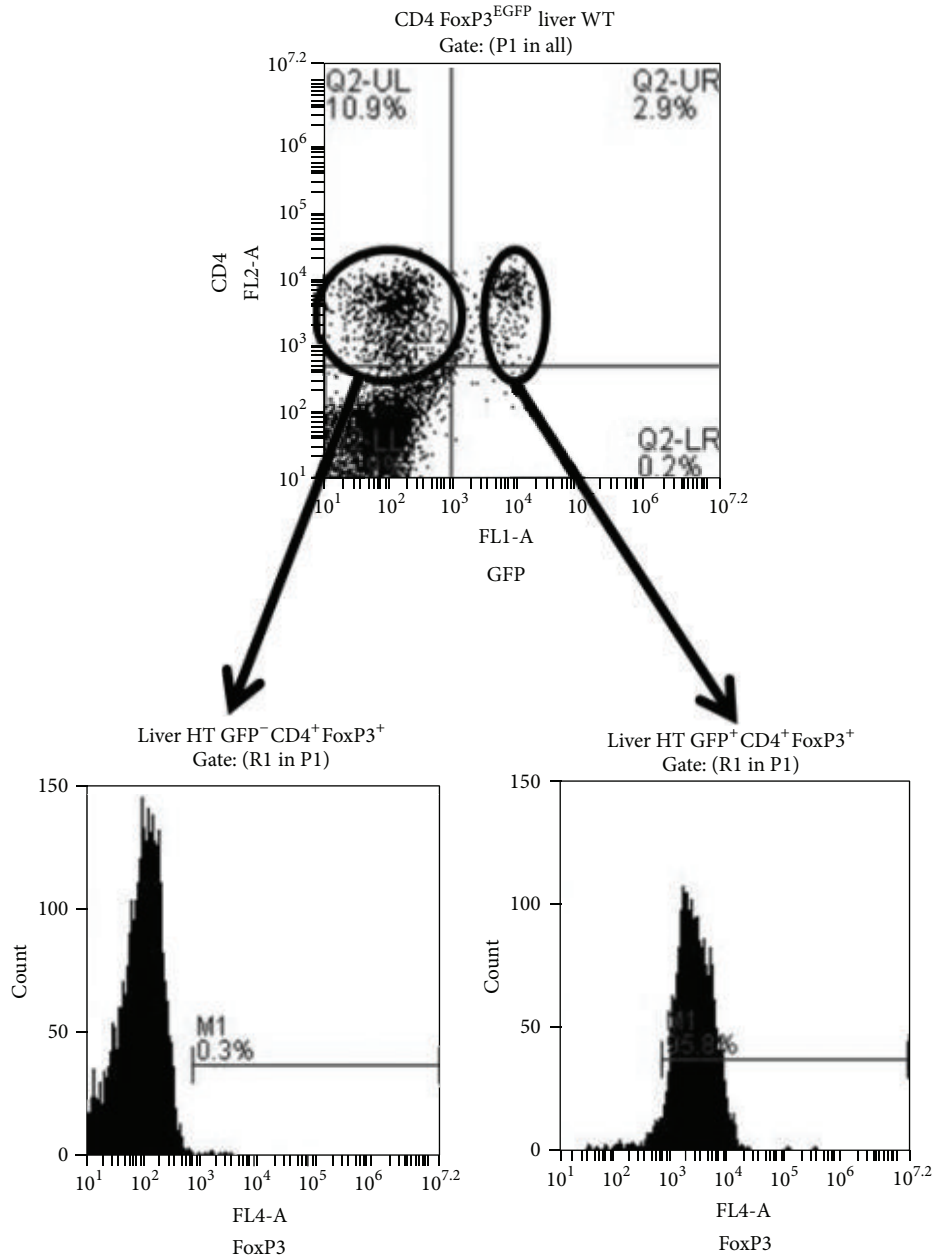 CD4 FoxP3^EGFP liver WT
Gate: (P1 in all)
10^7.2
10^6
10^5
10^4
10^3
10^2
10^1
CD4
FL2-A
Q2-UL
10.9%
Q2-UR
2.9%
Q2
Q2-LR
0.2%
10^1 10^2 10^3 10^4 10^6 10^7.2
FL1-A
GFP
Liver HT GFP⁻CD4⁺FoxP3⁺
Gate: (R1 in P1)
150
100
50
0
Count
M1
0.3%
10^1 10^2 10^3 10^4 10^5 10^6 10^7.2
FL4-A
FoxP3
Liver HT GFP⁺CD4⁺FoxP3⁺
Gate: (R1 in P1)
150
100
50
0
Count
M1
95.8%
10^1 10^2 10^3 10^4 10^5 10^6 10^7.2
FL4-A
FoxP3